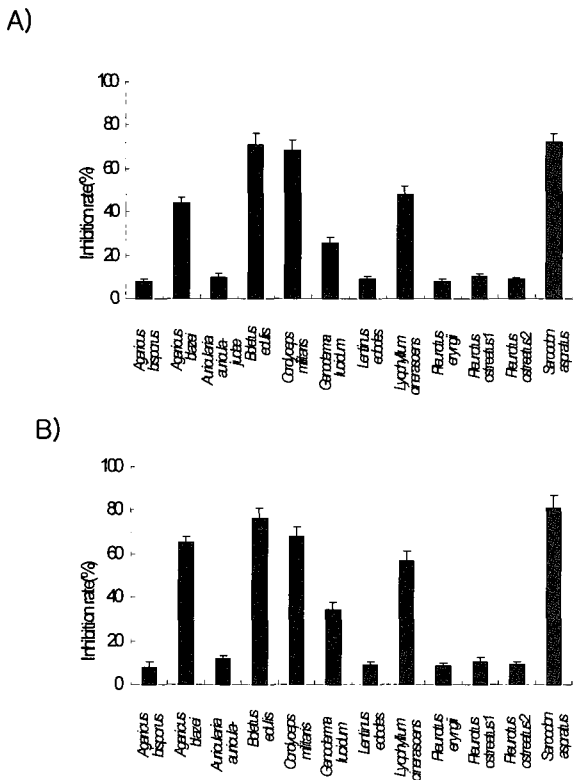 A)
100
80
60
40
20
0
Inhibition rate(%)
Agaricus
bisporus
Agaricus
blazei
Auricularia
auricula-
judae
Boletus
edulis
Cordyceps
militaris
Ganoderma
lucidum
Lentinus
edodes
Lyophyllum
cinerascens
Pleurotus
eryngi
Pleurotus
ostreatus1
Pleurotus
ostreatus2
Sarcodon
aspratus
B)
100
80
60
40
20
0
Inhibition rate(%)
Agaricus
bisporus
Agaricus
blazei
Auricularia
auricula-
Boletus
edulis
Cordyceps
militaris
Ganoderma
lucidum
Lentinus
edodes
Lyophyllum
cinerascens
Pleurotus
eryngii
Pleurotus
ostreatus1
Pleurotus
ostreatus2
Sarcodon
aspratus